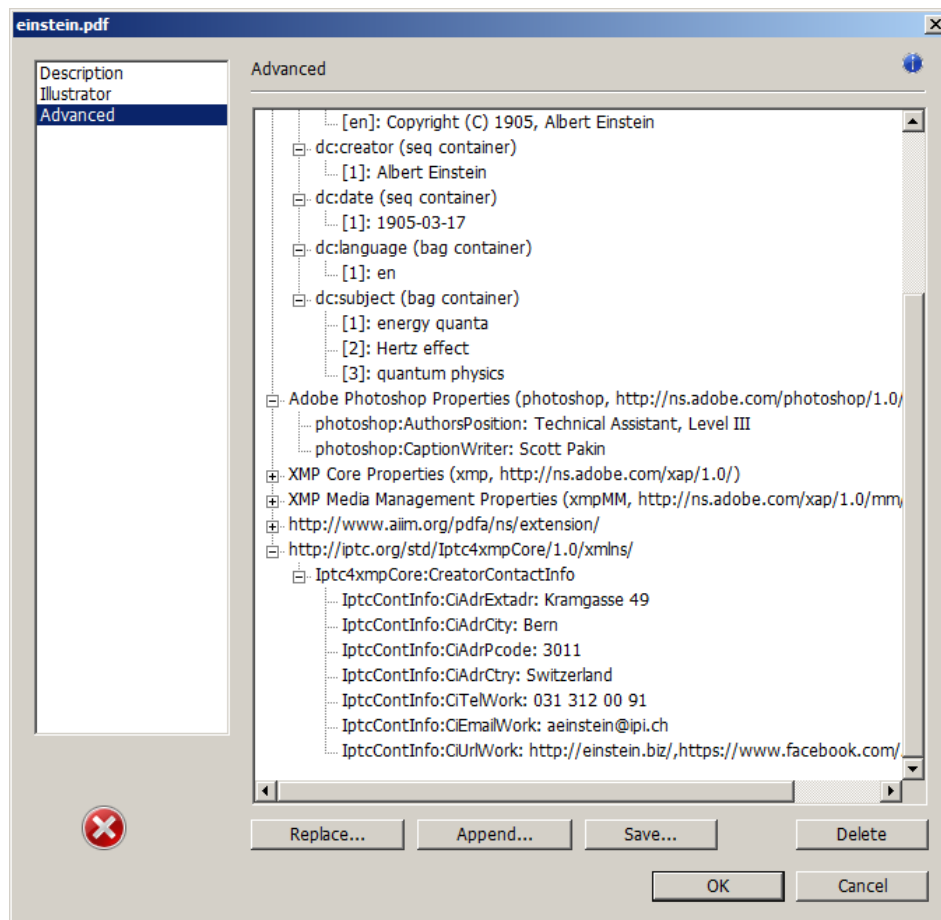 einstein.pdf
Description
Illustrator
Advanced
Advanced
[en]: Copyright (C) 1905, Albert Einstein
dc:creator (seq container)
[1]: Albert Einstein
dc:date (seq container)
[1]: 1905-03-17
dc:language (bag container)
[1]: en
dc:subject (bag container)
[1]: energy quanta
[2]: Hertz effect
[3]: quantum physics
Adobe Photoshop Properties (photoshop, http://ns.adobe.com/photoshop/1.0/
photoshop:AuthorsPosition: Technical Assistant, Level III
photoshop:CaptionWriter: Scott Pakin
XMP Core Properties (xmp, http://ns.adobe.com/xap/1.0/)
XMP Media Management Properties (xmpMM, http://ns.adobe.com/xap/1.0/mm/
http://www.aiim.org/pdfa/ns/extension/
http://iptc.org/std/Iptc4xmpCore/1.0/xmlns/
Iptc4xmpCore:CreatorContactInfo
IptcContInfo:CiAdrExtadr: Kramgasse 49
IptcContInfo:CiAdrCity: Bern
IptcContInfo:CiAdrPcode: 3011
IptcContInfo:CiAdrCtry: Switzerland
IptcContInfo:CiTelWork: 031 312 00 91
IptcContInfo:CiEmailWork: aeinstein@ipi.ch
IptcContInfo:CiUrlWork: http://einstein.biz/,https://www.facebook.com/
Replace... Append... Save... Delete
OK Cancel